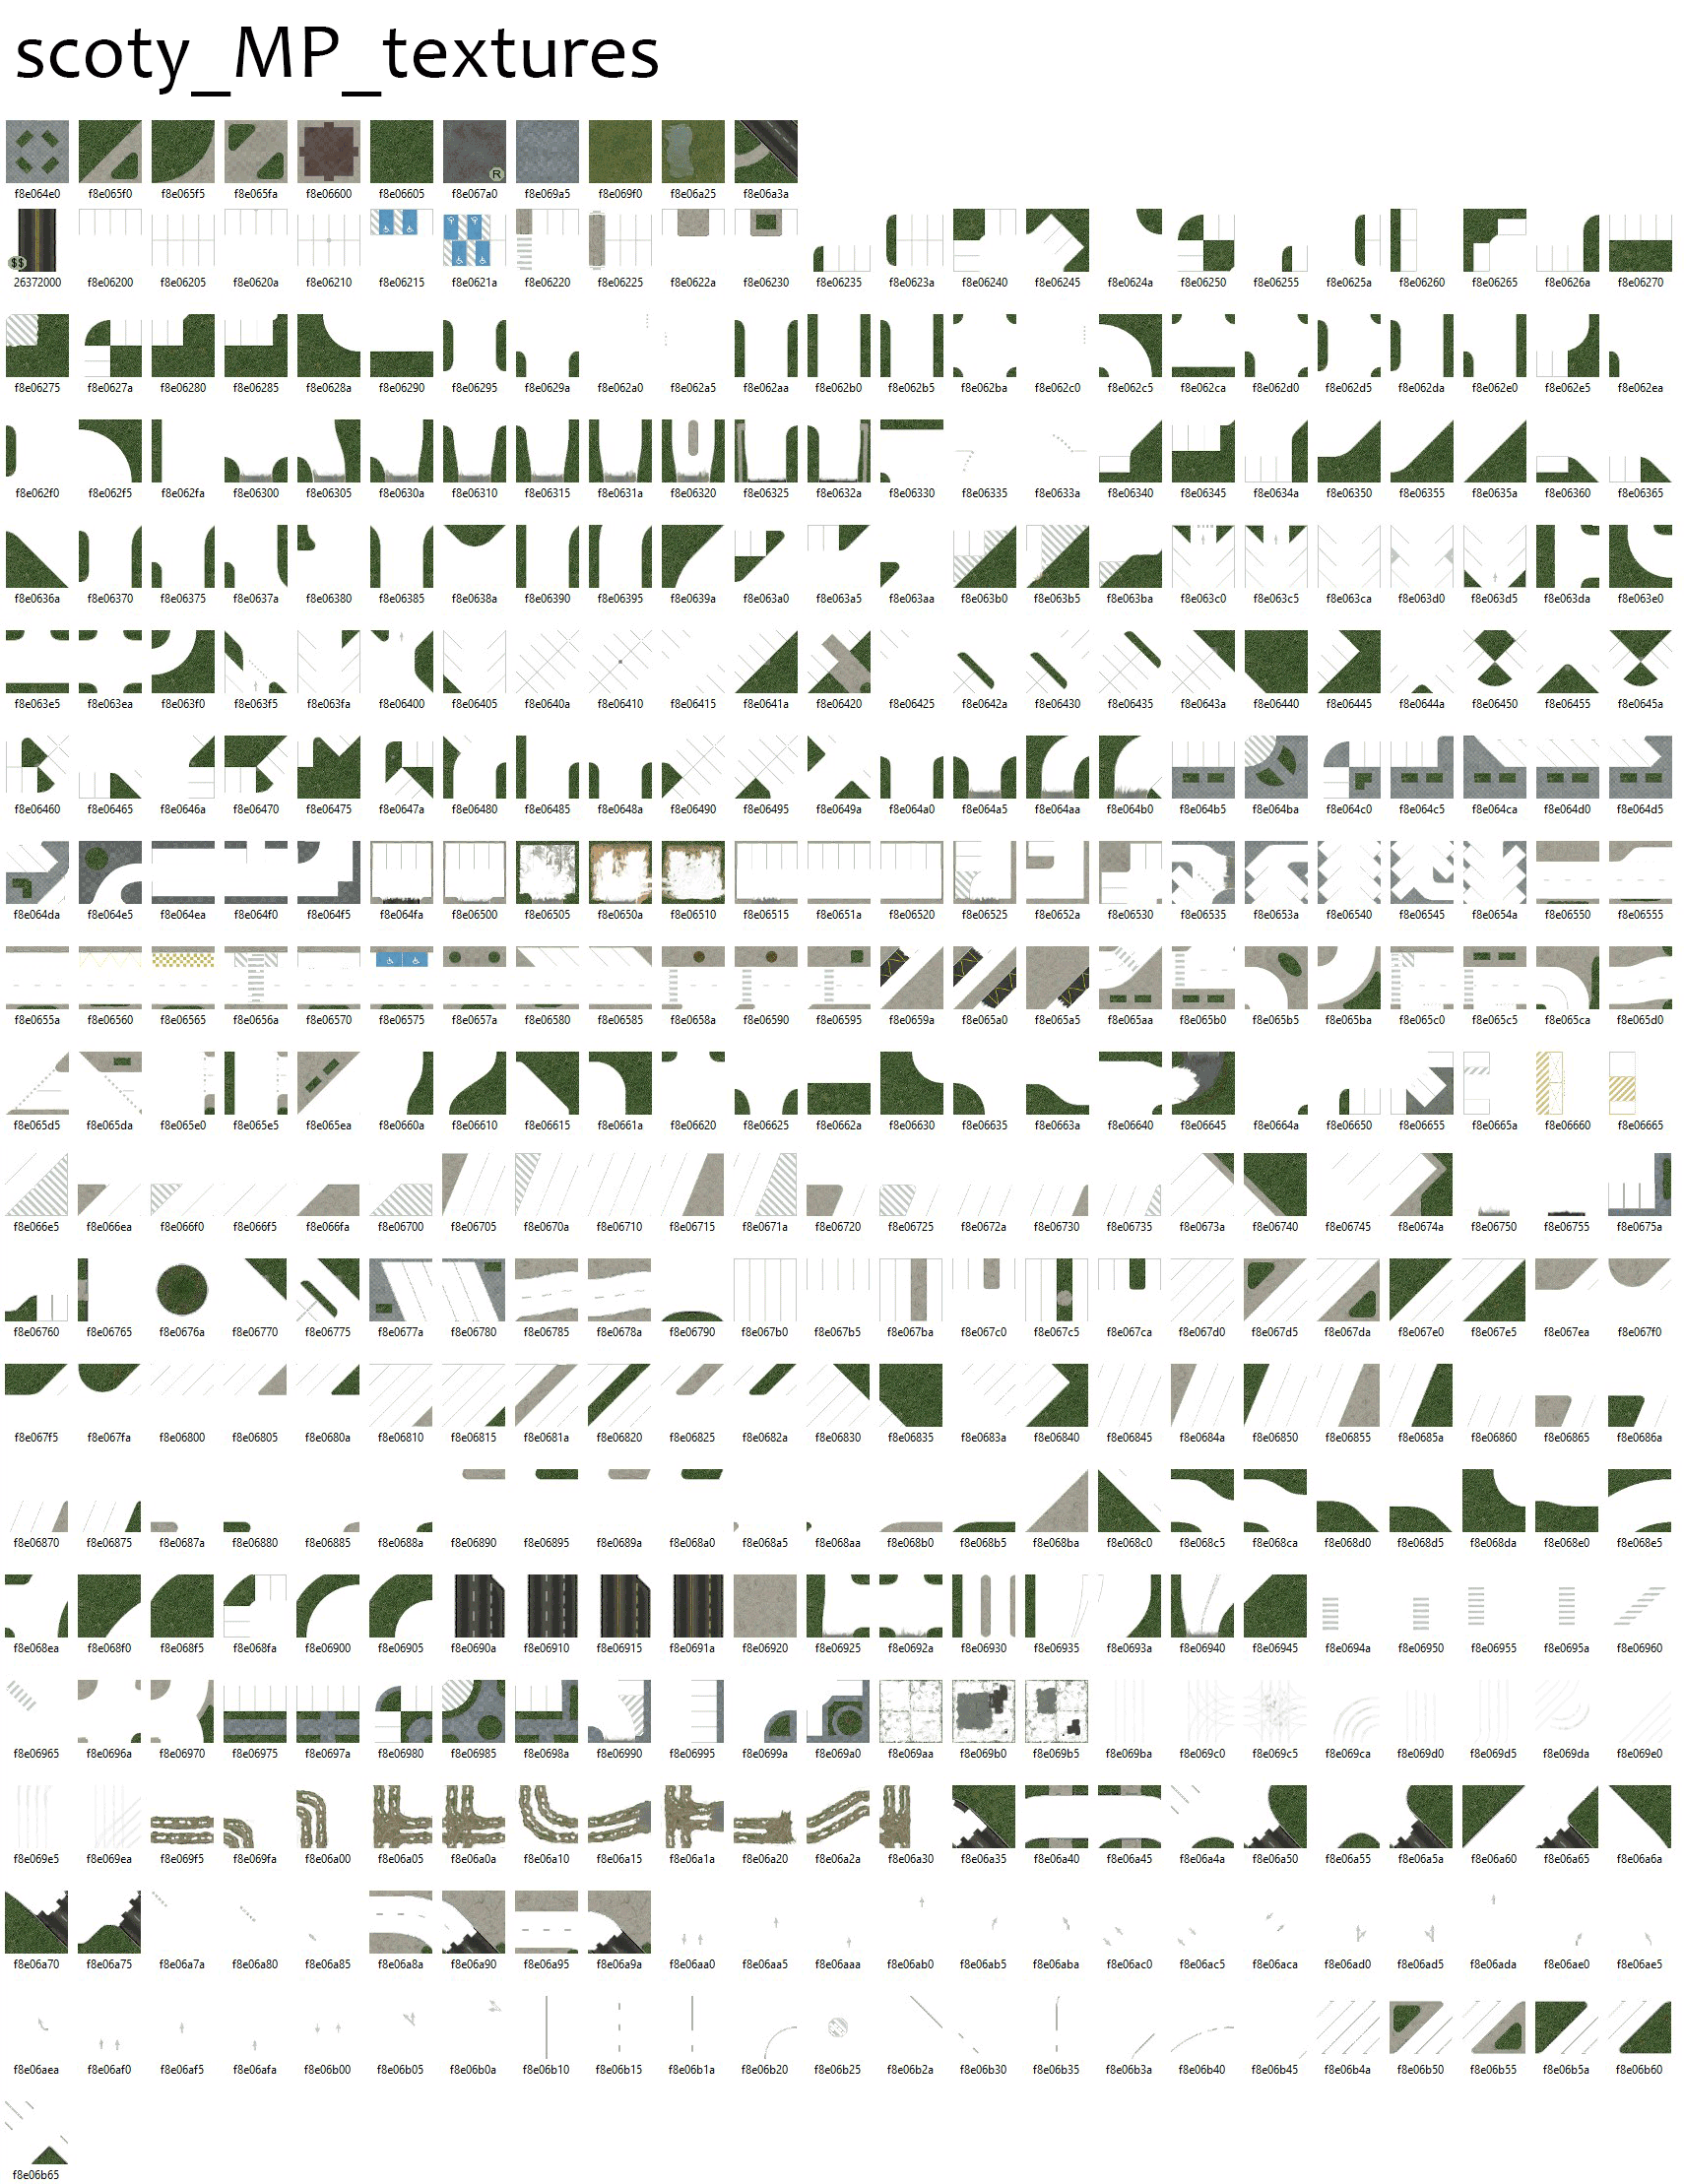 scoty_MP_textures
f8e064e0 f8e065f0 f8e065f5 f8e065fa f8e06600 f8e06605 f8e067a0 f8e069a5 f8e069f0 f8e06a25 f8e06a3a
R
$$
26372000 f8e06200 f8e06205 f8e0620a f8e06210 f8e06215 f8e0621a f8e06220 f8e06225 f8e0622a f8e06230 f8e06235 f8e0623a f8e06240 f8e06245 f8e0624a f8e06250 f8e06255 f8e0625a f8e06260 f8e06265 f8e0626a f8e06270
f8e06275 f8e0627a f8e06280 f8e06285 f8e0628a f8e06290 f8e06295 f8e0629a f8e062a0 f8e062a5 f8e062aa f8e062b0 f8e062b5 f8e062ba f8e062c0 f8e062c5 f8e062ca f8e062d0 f8e062d5 f8e062da f8e062e0 f8e062e5 f8e062ea
f8e062f0 f8e062f5 f8e062fa f8e06300 f8e06305 f8e0630a f8e06310 f8e06315 f8e0631a f8e06320 f8e06325 f8e0632a f8e06330 f8e06335 f8e0633a f8e06340 f8e06345 f8e0634a f8e06350 f8e06355 f8e0635a f8e06360 f8e06365
f8e0636a f8e06370 f8e06375 f8e0637a f8e06380 f8e06385 f8e0638a f8e06390 f8e06395 f8e0639a f8e063a0 f8e063a5 f8e063aa f8e063b0 f8e063b5 f8e063ba f8e063c0 f8e063c5 f8e063ca f8e063d0 f8e063d5 f8e063da f8e063e0
f8e063e5 f8e063ea f8e063f0 f8e063f5 f8e063fa f8e06400 f8e06405 f8e0640a f8e06410 f8e06415 f8e0641a f8e06420 f8e06425 f8e0642a f8e06430 f8e06435 f8e0643a f8e06440 f8e06445 f8e0644a f8e06450 f8e06455 f8e0645a
f8e06460 f8e06465 f8e0646a f8e06470 f8e06475 f8e0647a f8e06480 f8e06485 f8e0648a f8e06490 f8e06495 f8e0649a f8e064a0 f8e064a5 f8e064aa f8e064b0 f8e064b5 f8e064ba f8e064c0 f8e064c5 f8e064ca f8e064d0 f8e064d5
f8e064da f8e064e5 f8e064ea f8e064f0 f8e064f5 f8e064fa f8e06500 f8e06505 f8e0650a f8e06510 f8e06515 f8e0651a f8e06520 f8e06525 f8e0652a f8e06530 f8e06535 f8e0653a f8e06540 f8e06545 f8e0654a f8e06550 f8e06555
f8e0655a f8e06560 f8e06565 f8e0656a f8e06570 f8e06575 f8e0657a f8e06580 f8e06585 f8e0658a f8e06590 f8e06595 f8e0659a f8e065a0 f8e065a5 f8e065aa f8e065b0 f8e065b5 f8e065ba f8e065c0 f8e065c5 f8e065ca f8e065d0
f8e065d5 f8e065da f8e065e0 f8e065e5 f8e065ea f8e0660a f8e06610 f8e06615 f8e0661a f8e06620 f8e06625 f8e0662a f8e06630 f8e06635 f8e0663a f8e06640 f8e06645 f8e0664a f8e06650 f8e06655 f8e0665a f8e06660 f8e06665
f8e066e5 f8e066ea f8e066f0 f8e066f5 f8e066fa f8e06700 f8e06705 f8e0670a f8e06710 f8e06715 f8e0671a f8e06720 f8e06725 f8e0672a f8e06730 f8e06735 f8e0673a f8e06740 f8e06745 f8e0674a f8e06750 f8e06755 f8e0675a
f8e06760 f8e06765 f8e0676a f8e06770 f8e06775 f8e0677a f8e06780 f8e06785 f8e0678a f8e06790 f8e067b0 f8e067b5 f8e067ba f8e067c0 f8e067c5 f8e067ca f8e067d0 f8e067d5 f8e067da f8e067e0 f8e067e5 f8e067ea f8e067f0
f8e067f5 f8e067fa f8e06800 f8e06805 f8e0680a f8e06810 f8e06815 f8e0681a f8e06820 f8e06825 f8e0682a f8e06830 f8e06835 f8e0683a f8e06840 f8e06845 f8e0684a f8e06850 f8e06855 f8e0685a f8e06860 f8e06865 f8e0686a
f8e06870 f8e06875 f8e0687a f8e06880 f8e06885 f8e0688a f8e06890 f8e06895 f8e0689a f8e068a0 f8e068a5 f8e068aa f8e068b0 f8e068b5 f8e068ba f8e068c0 f8e068c5 f8e068ca f8e068d0 f8e068d5 f8e068da f8e068e0 f8e068e5
f8e068ea f8e068f0 f8e068f5 f8e068fa f8e06900 f8e06905 f8e0690a f8e06910 f8e06915 f8e0691a f8e06920 f8e06925 f8e0692a f8e06930 f8e06935 f8e0693a f8e06940 f8e06945 f8e0694a f8e06950 f8e06955 f8e0695a f8e06960
f8e06965 f8e0696a f8e06970 f8e06975 f8e0697a f8e06980 f8e06985 f8e0698a f8e06990 f8e06995 f8e0699a f8e069a0 f8e069aa f8e069b0 f8e069b5 f8e069ba f8e069c0 f8e069c5 f8e069ca f8e069d0 f8e069d5 f8e069da f8e069e0
f8e069e5 f8e069ea f8e069f5 f8e069fa f8e06a00 f8e06a05 f8e06a0a f8e06a10 f8e06a15 f8e06a1a f8e06a20 f8e06a2a f8e06a30 f8e06a35 f8e06a40 f8e06a45 f8e06a4a f8e06a50 f8e06a55 f8e06a5a f8e06a60 f8e06a65 f8e06a6a
f8e06a70 f8e06a75 f8e06a7a f8e06a80 f8e06a85 f8e06a8a f8e06a90 f8e06a95 f8e06a9a f8e06aa0 f8e06aa5 f8e06aaa f8e06ab0 f8e06ab5 f8e06aba f8e06ac0 f8e06ac5 f8e06aca f8e06ad0 f8e06ad5 f8e06ada f8e06ae0 f8e06ae5
f8e06aea f8e06af0 f8e06af5 f8e06afa f8e06b00 f8e06b05 f8e06b0a f8e06b10 f8e06b15 f8e06b1a f8e06b20 f8e06b25 f8e06b2a f8e06b30 f8e06b35 f8e06b3a f8e06b40 f8e06b45 f8e06b4a f8e06b50 f8e06b55 f8e06b5a f8e06b60
f8e06b65